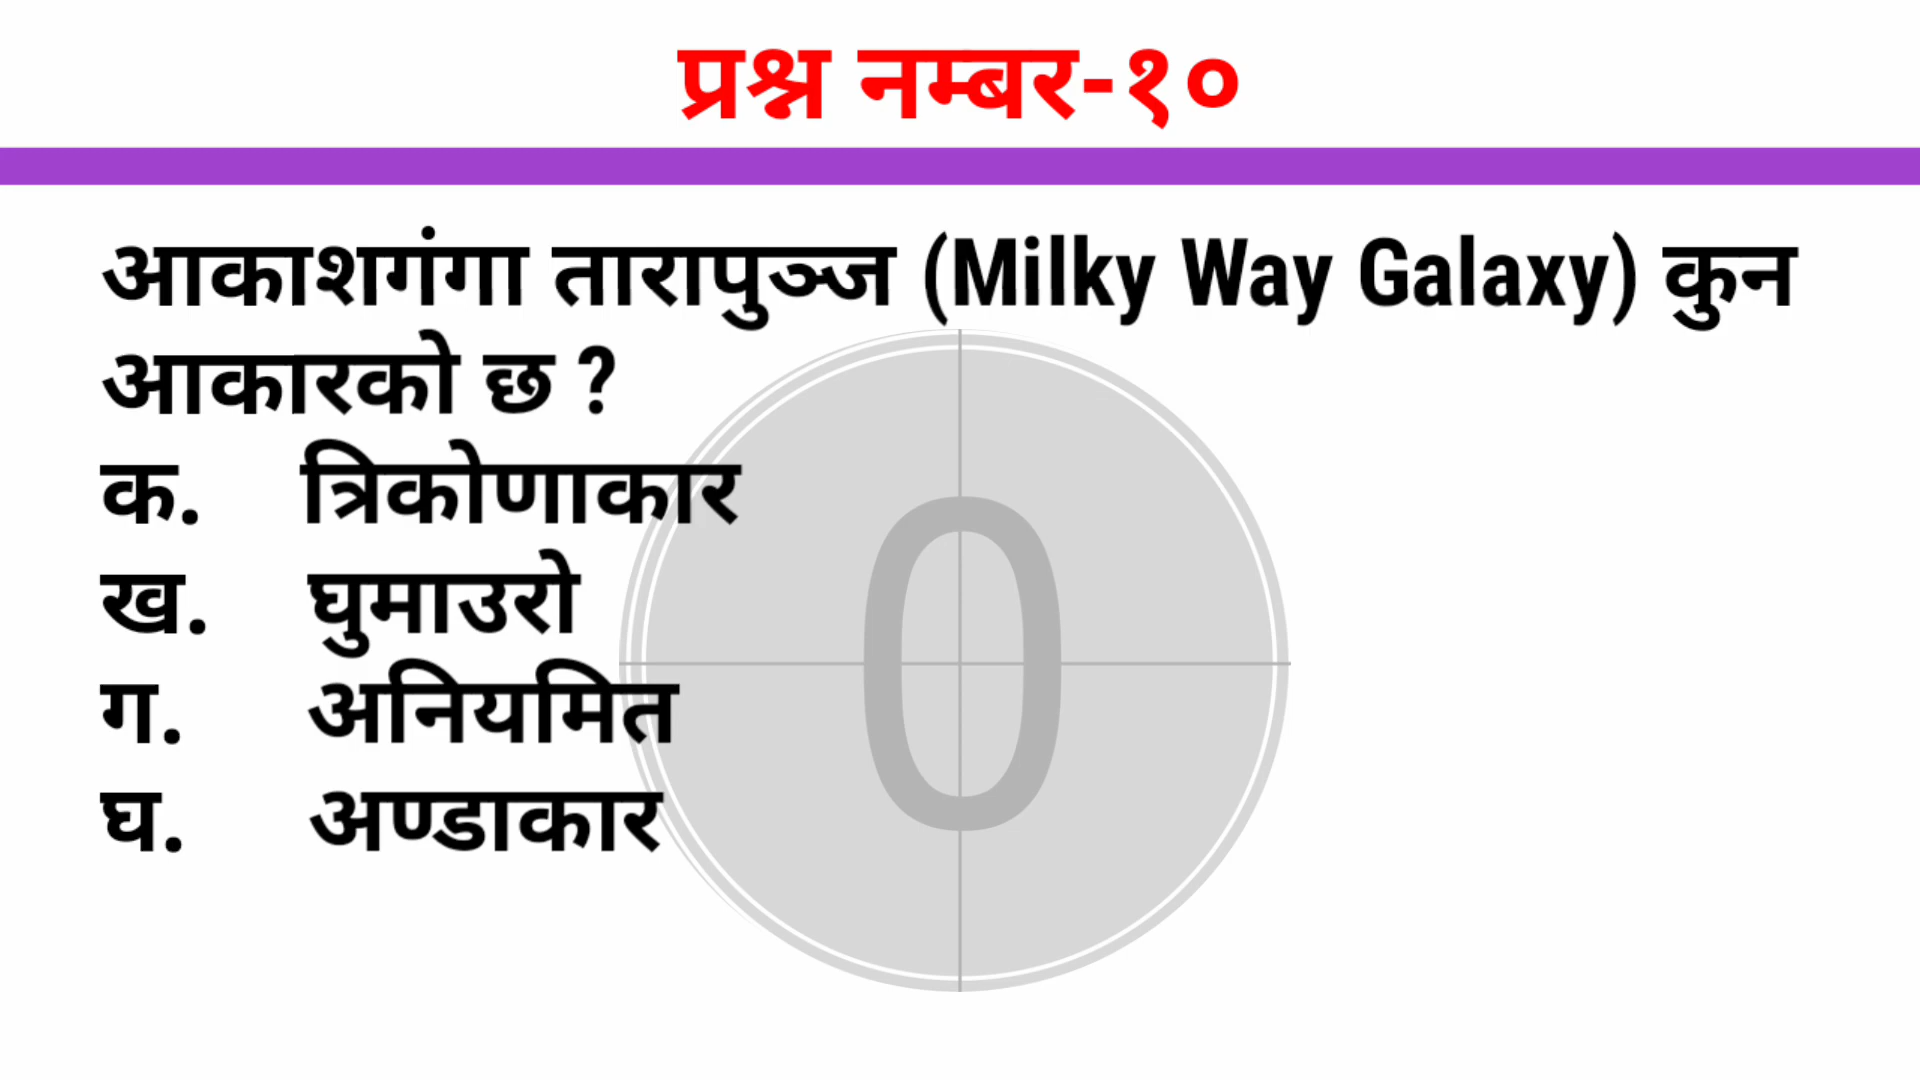 प्रश्न नम्बर-१०
आकाशगंगा तारापुञ्ज (Milky Way Galaxy) कुन
आकारको छ ?
क. त्रिकोणाकार
ख. घुमाउरो
ग. अनियमित
घ. अण्डाकार
0